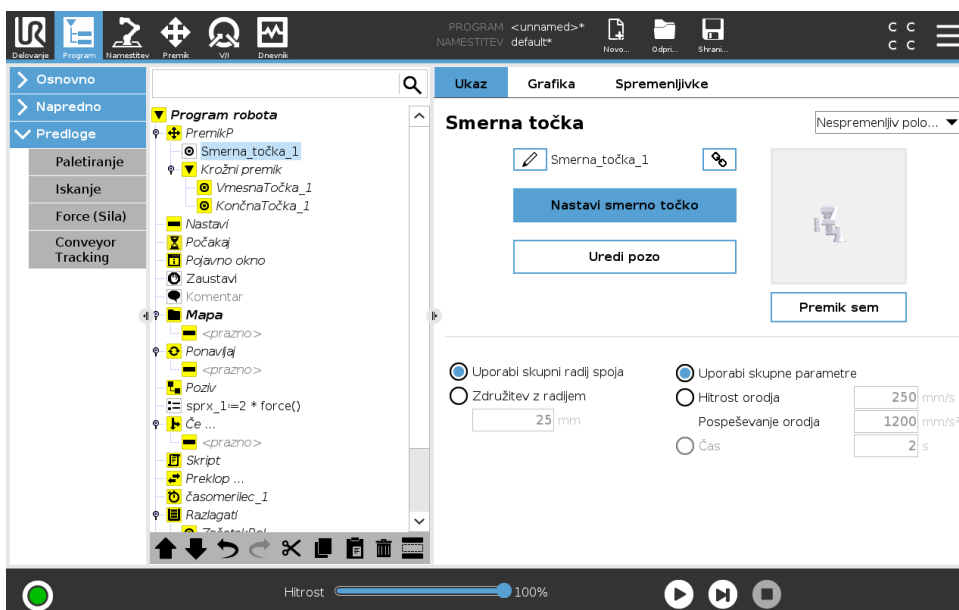 UR
PROGRAM <unnamed>*
NAMESTITEV default*
Delovanje Program Namestitev Premik V/I Dnevnik Novo... Odpri... Shrani...
C C
C C
Osnovno
Napredno
Predloge
Paletiranje
Iskanje
Force (Sila)
Conveyor
Tracking
Program robota
PremikP
Smerna_točka_1
Krožni premik
VmesnaTočka_1
KončnaTočka_1
Nastavi
Počakaj
Pojavno okno
Zaustavi
Komentar
Mapa
<prazno>
Ponavljaj
<prazno>
Poziv
sprx_1:=2 * force()
Če ...
<prazno>
Skript
Preklop ...
časomerilec_1
Razlagati
Ukaz Grafika Spremenljivke
Smerna točka
Nespremenljiv polo...
Smerna_točka_1
Nastavi smerno točko
Uredi pozo
Premik sem
Uporabi skupni radij spoja
Združitev z radijem
25 mm
Uporabi skupne parametre
Hitrost orodja 250 mm/s
Pospeševanje orodja 1200 mm/s²
Čas 2 s
Hitrost 100%